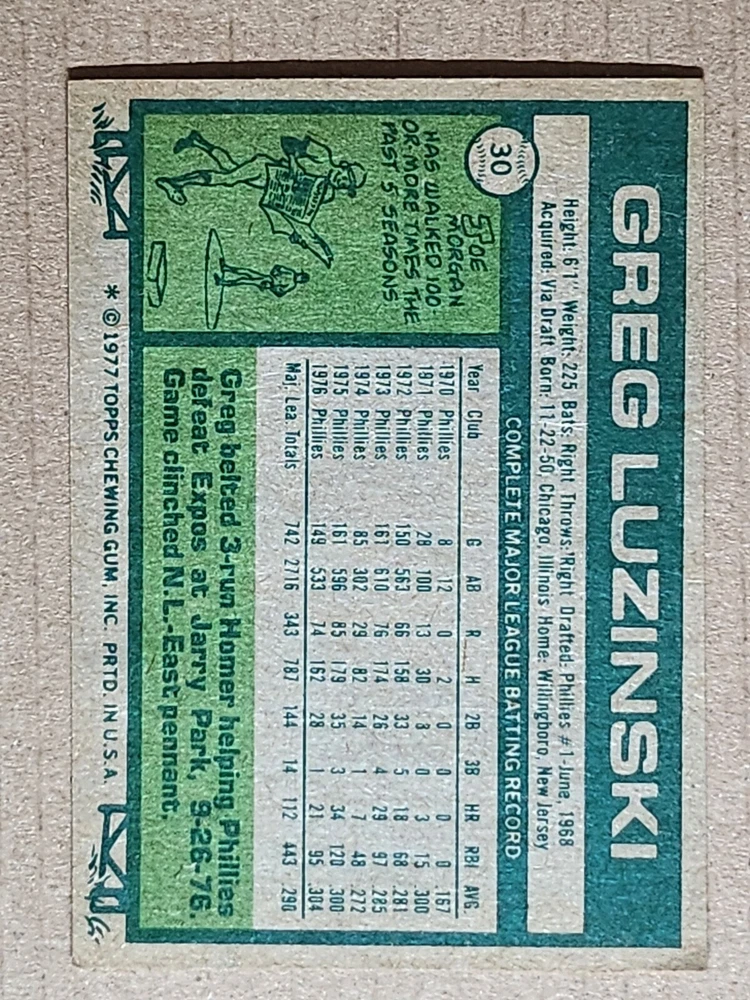 GREG LUZINSKI
30
Height: 6'1" Weight: 225 Bats: Right Throws: Right Drafted: Phillies #1-June, 1968
Acquired: Via Draft Born: 11-22-50, Chicago, Illinois Home: Willingboro, New Jersey
COMPLETE MAJOR LEAGUE BATTING RECORD
Year Club G AB R H 2B 3B HR RBI AVG.
1970 Phillies 8 12 0 2 0 0 0 0 .167
1971 Phillies 28 100 13 30 8 0 3 15 .300
1972 Phillies 150 563 66 158 33 5 18 68 .281
1973 Phillies 161 610 76 174 26 4 29 97 .285
1974 Phillies 85 302 29 82 14 1 7 48 .272
1975 Phillies 161 596 85 179 35 3 34 120 .300
1976 Phillies 149 533 74 162 28 1 21 95 .304
Maj. Lea. Totals 742 2716 343 787 144 14 112 443 .290
JOE
MORGAN
HAS WALKED 100
OR MORE TIMES THE
PAST 5 SEASONS
Greg belted 3-run Homer helping Phillies
defeat Expos at Jarry Park, 9-26-76.
Game clinched N.L.-East pennant.
* © 1977 TOPPS CHEWING GUM, INC. PRTD. IN U.S.A.